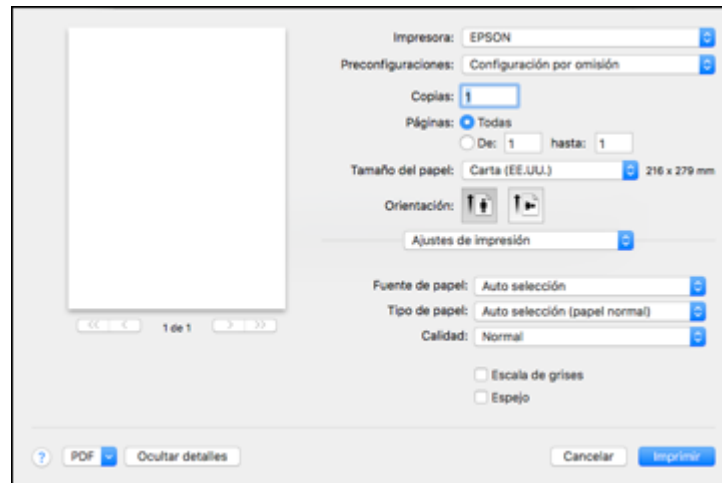 Impresora: EPSON
Preconfiguraciones: Configuración por omisión
Copias: 1
Páginas: Todas
De: 1 hasta: 1
Tamaño del papel: Carta (EE.UU.) 216 x 279 mm
Orientación:
Ajustes de impresión
Fuente de papel: Auto selección
Tipo de papel: Auto selección (papel normal)
Calidad: Normal
Escala de grises
Espejo
<< < 1 de 1 > >>
? PDF Ocultar detalles Cancelar Imprimir